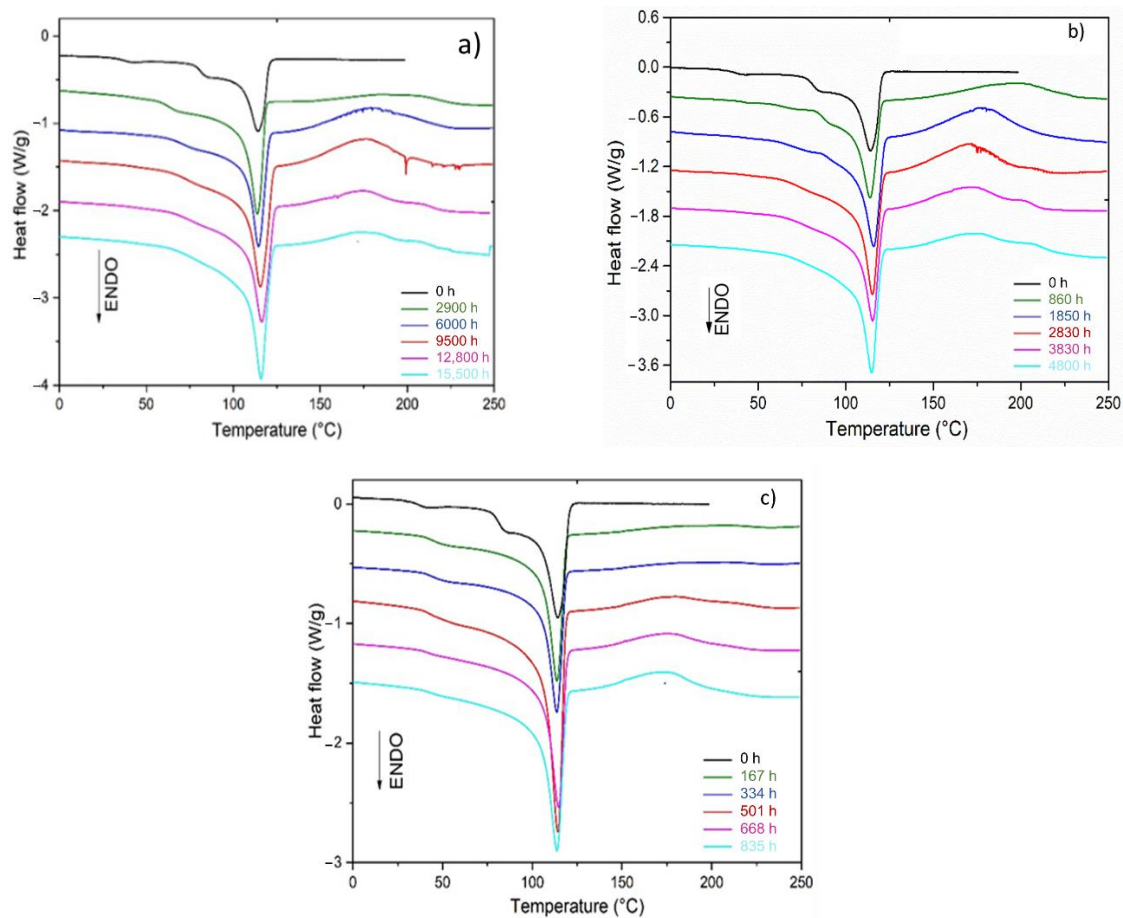 a)
0
−1
−2
−3
−4
Heat flow (W/g)
ENDO
0 h
2900 h
6000 h
9500 h
12,800 h
15,500 h
0
50
100
150
200
250
Temperature (°C)
b)
0.6
0.0
−0.6
−1.2
−1.8
−2.4
−3.0
−3.6
Heat flow (W/g)
ENDO
0 h
860 h
1850 h
2830 h
3830 h
4800 h
0
50
100
150
200
250
Temperature (°C)
c)
0
−1
−2
−3
Heat flow (W/g)
ENDO
0 h
167 h
334 h
501 h
668 h
835 h
0
50
100
150
200
250
Temperature (°C)